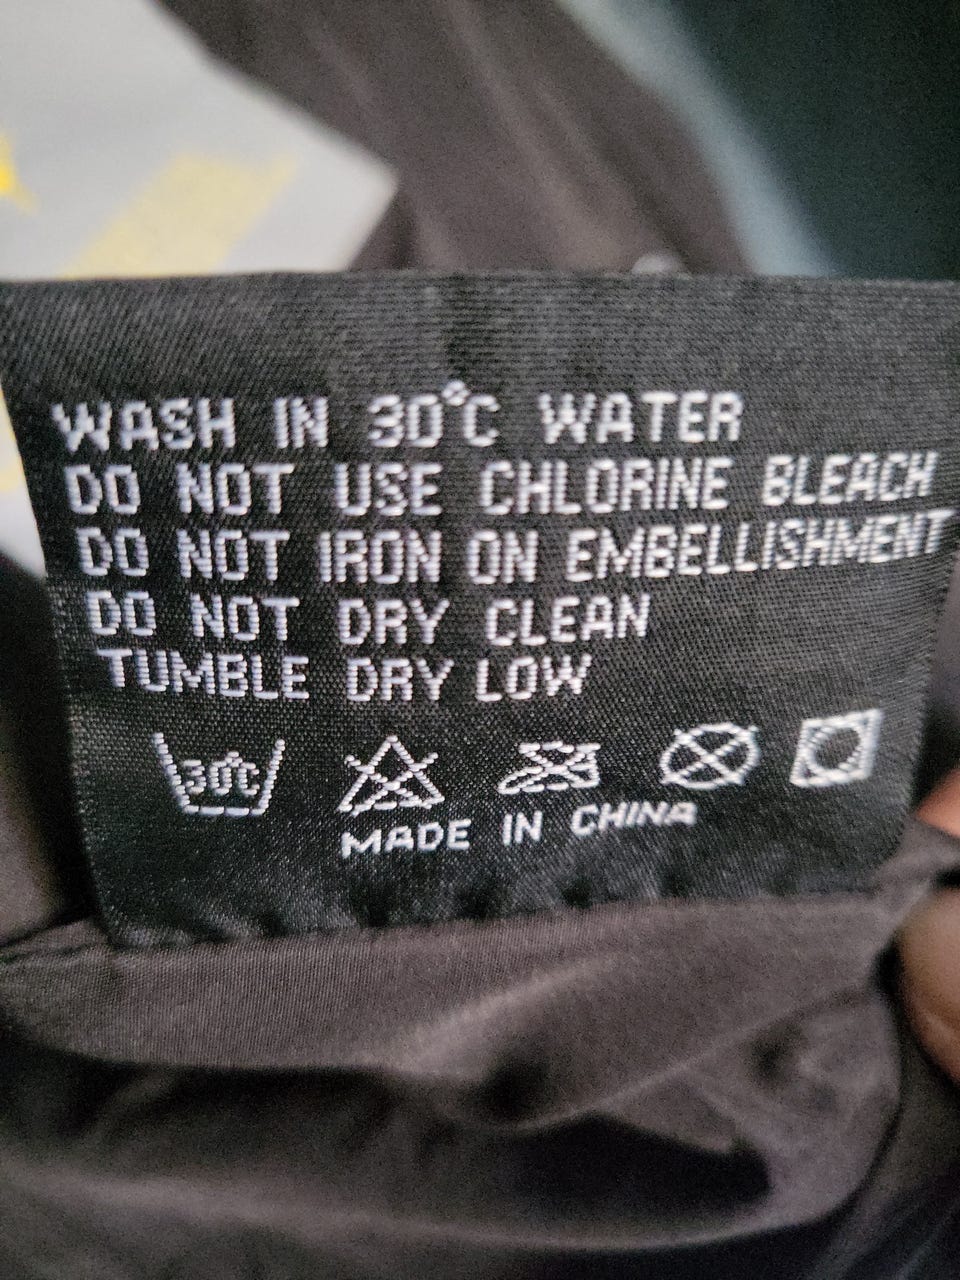 WASH IN 30°C WATER
DO NOT USE CHLORINE BLEACH
DO NOT IRON ON EMBELLISHMENT
DO NOT DRY CLEAN
TUMBLE DRY LOW
30°C
MADE IN CHINA